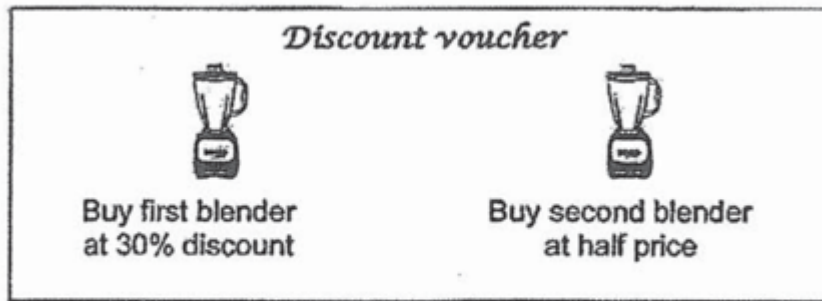 Discount voucher
Buy first blender
at 30% discount
Buy second blender
at half price